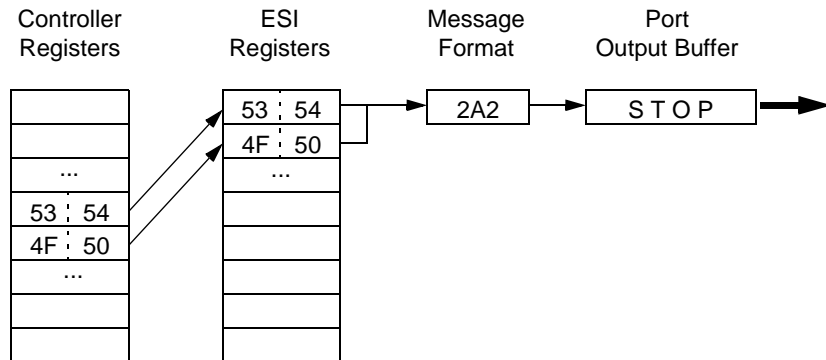 Controller
Registers
ESI
Registers
Message
Format
Port
Output Buffer
53 54
4F 50
...
2A2
S T O P
...
53 54
4F 50
...